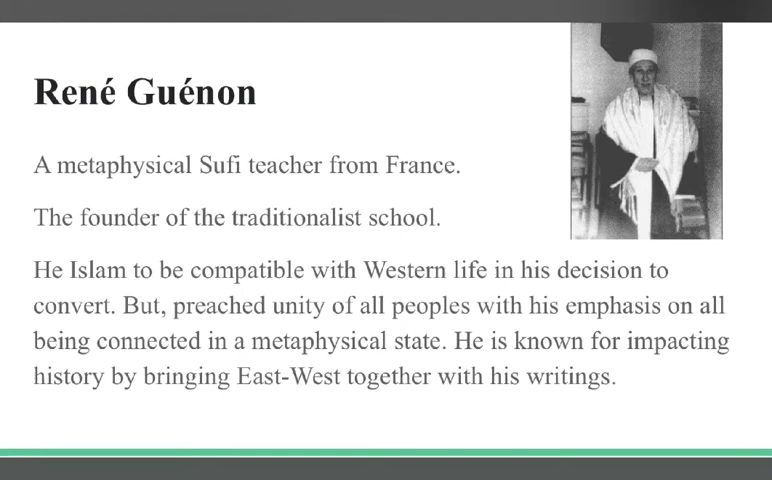 René Guénon
A metaphysical Sufi teacher from France.
The founder of the traditionalist school.
He Islam to be compatible with Western life in his decision to
convert. But, preached unity of all peoples with his emphasis on all
being connected in a metaphysical state. He is known for impacting
history by bringing East-West together with his writings.